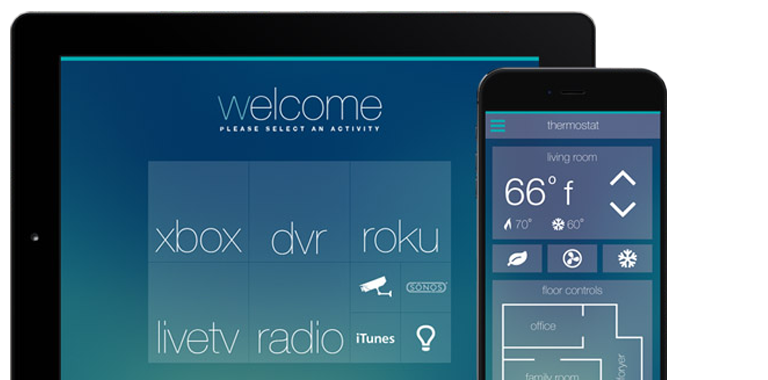 welcome
PLEASE SELECT AN ACTIVITY
xbox
dvr
roku
SONOS
livetv
radio
iTunes
thermostat
living room
66° f
70°
60°
floor controls
office
family room
foryer